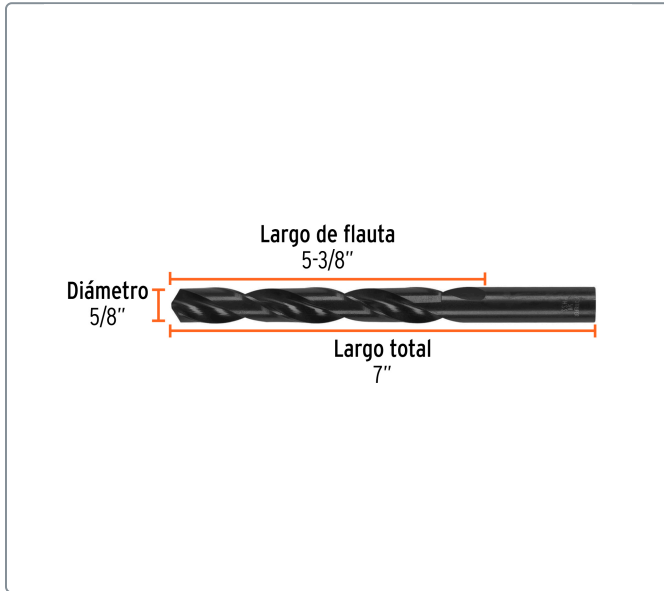 Largo de flauta
5-3/8”
Diámetro
5/8”
Largo total
7”